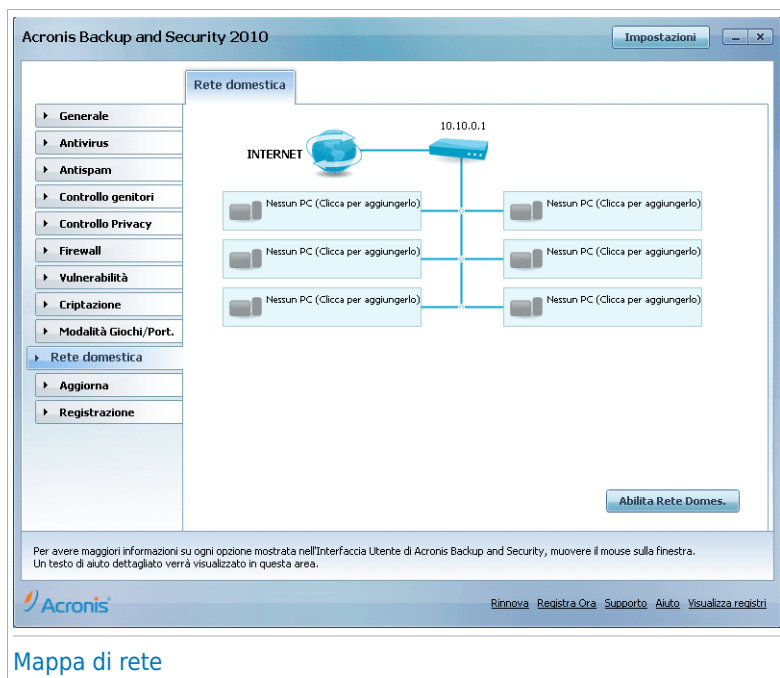 Acronis Backup and Security 2010
Impostazioni
Rete domestica
Generale
Antivirus
Antispam
Controllo genitori
Controllo Privacy
Firewall
Vulnerabilità
Criptazione
Modalità Giochi/Port.
Rete domestica
Aggiorna
Registrazione
10.10.0.1
INTERNET
Nessun PC (Clicca per aggiungerlo)
Nessun PC (Clicca per aggiungerlo)
Nessun PC (Clicca per aggiungerlo)
Nessun PC (Clicca per aggiungerlo)
Nessun PC (Clicca per aggiungerlo)
Nessun PC (Clicca per aggiungerlo)
Abilita Rete Domes.
Per avere maggiori informazioni su ogni opzione mostrata nell'Interfaccia Utente di Acronis Backup and Security, muovere il mouse sulla finestra.
Un testo di aiuto dettagliato verrà visualizzato in questa area.
Acronis
Rinnova Registra Ora Supporto Aiuto Visualizza registri
Mappa di rete